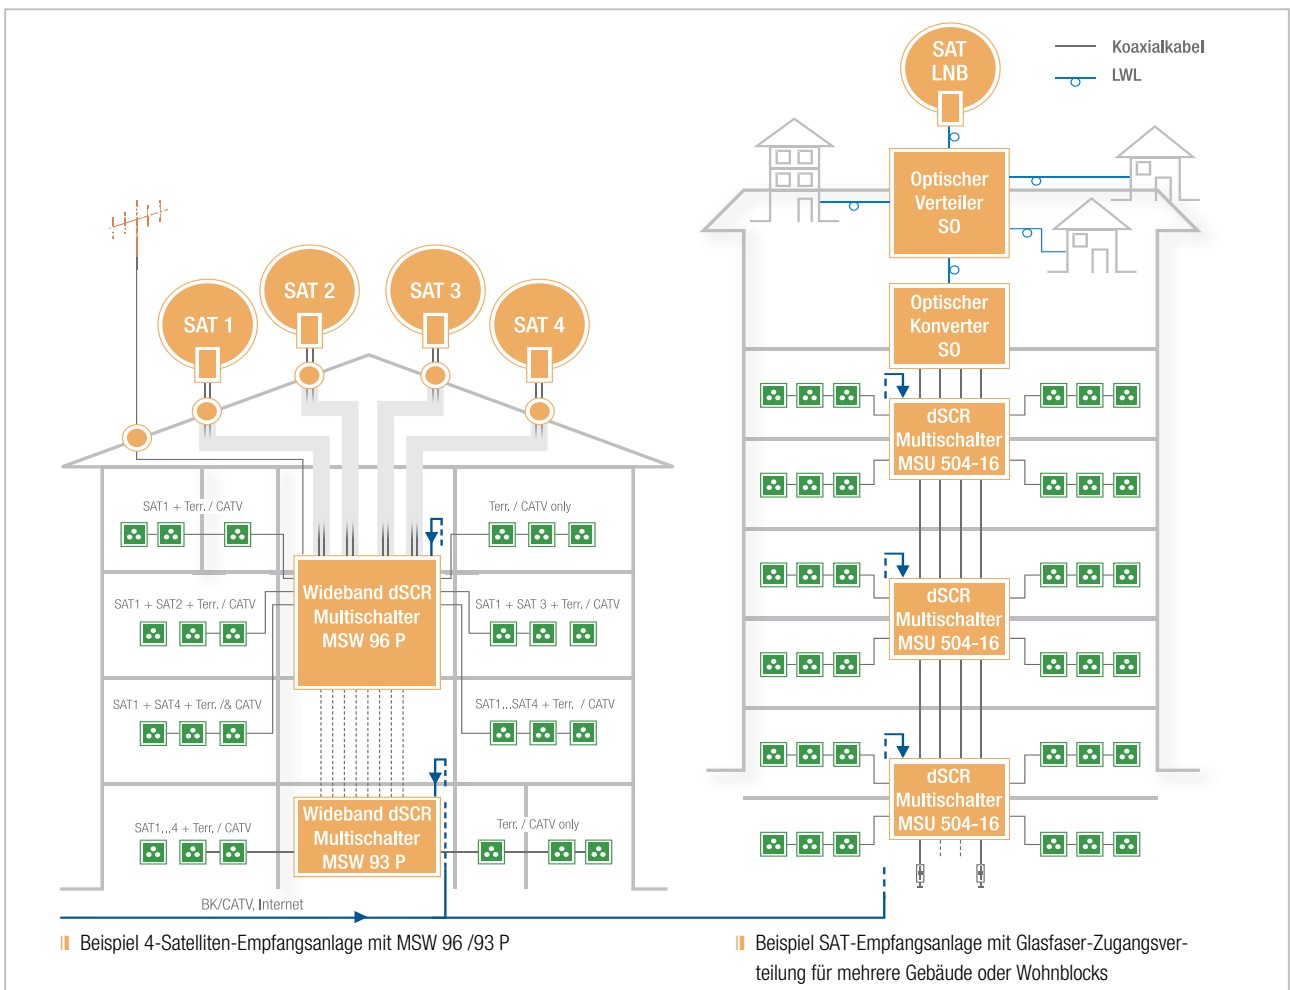 SAT
LNB
Koaxialkabel
LWL
Optischer
Verteiler
SO
Optischer
Konverter
SO
SAT 1
SAT 2
SAT 3
SAT 4
SAT1 + Terr. / CATV
Terr. / CATV only
Wideband dSCR
Multischalter
MSW 96 P
SAT1 + SAT2 + Terr. / CATV
SAT1 + SAT 3 + Terr. / CATV
SAT1 + SAT4 + Terr. /& CATV
SAT1...SAT4 + Terr. / CATV
Wideband dSCR
Multischalter
MSW 93 P
SAT1...4 + Terr. / CATV
Terr. / CATV only
BK/CATV, Internet
dSCR
Multischalter
MSU 504-16
dSCR
Multischalter
MSU 504-16
dSCR
Multischalter
MSU 504-16
Beispiel 4-Satelliten-Empfangsanlage mit MSW 96 /93 P
Beispiel SAT-Empfangsanlage mit Glasfaser-Zugangsver-
teilung für mehrere Gebäude oder Wohnblocks